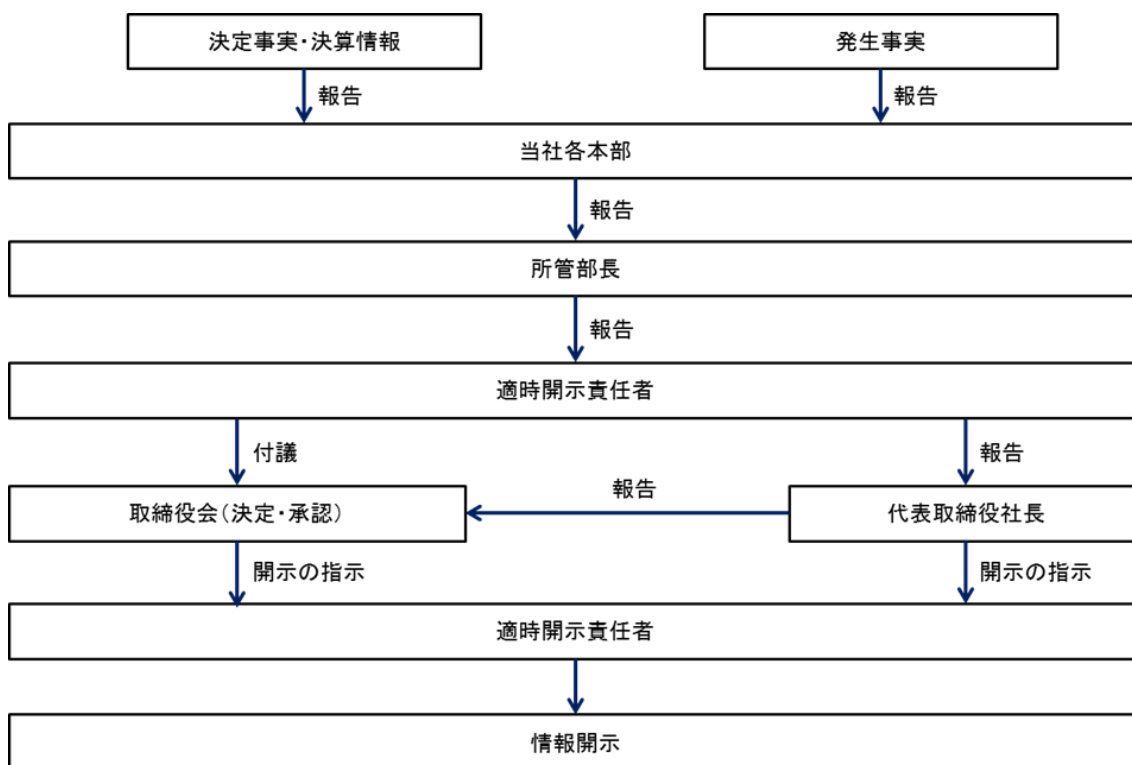 決定事実・決算情報
発生事実
報告
報告
当社各本部
報告
所管部長
報告
適時開示責任者
付議
報告
取締役会(決定・承認)
報告
代表取締役社長
開示の指示
開示の指示
適時開示責任者
情報開示